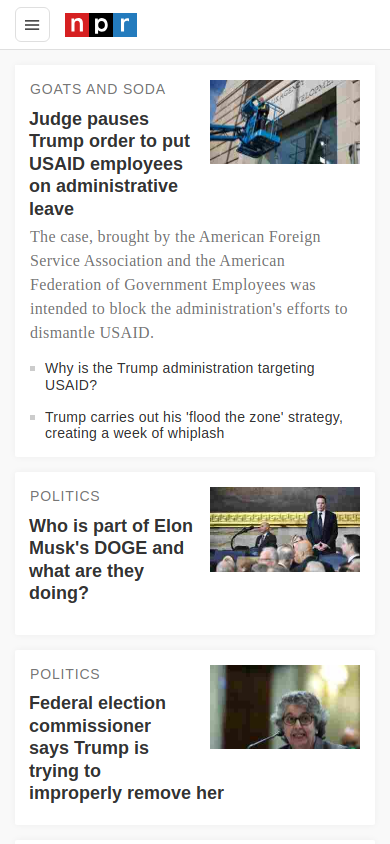 npr
GOATS AND SODA
Judge pauses
Trump order to put
USAID employees
on administrative
leave
The case, brought by the American Foreign
Service Association and the American
Federation of Government Employees was
intended to block the administration's efforts to
dismantle USAID.
Why is the Trump administration targeting
USAID?
Trump carries out his 'flood the zone' strategy,
creating a week of whiplash
POLITICS
Who is part of Elon
Musk's DOGE and
what are they
doing?
POLITICS
Federal election
commissioner
says Trump is
trying to
improperly remove her